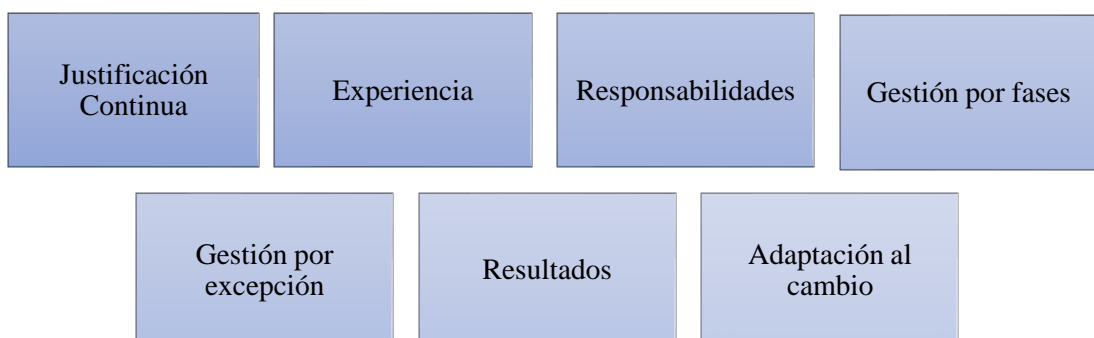 Justificación
Continua
Experiencia
Responsabilidades
Gestión por fases
Gestión por
excepción
Resultados
Adaptación al
cambio